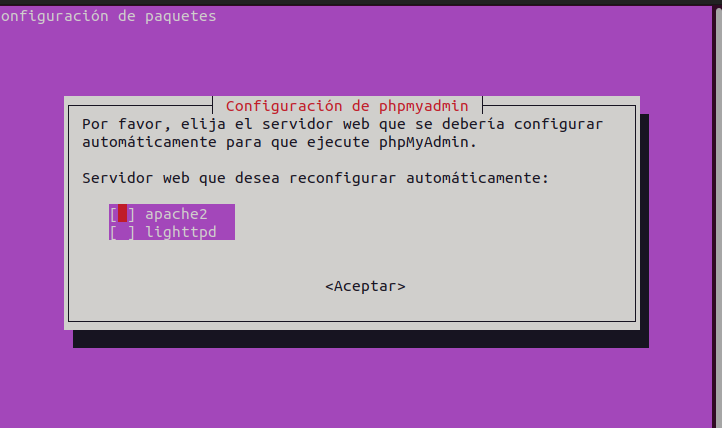 onfiguración de paquetes
Configuración de phpmyadmin
Por favor, elija el servidor web que se debería configurar
automáticamente para que ejecute phpMyAdmin.
Servidor web que desea reconfigurar automáticamente:
[ ] apache2
[ ] lighttpd
<Aceptar>